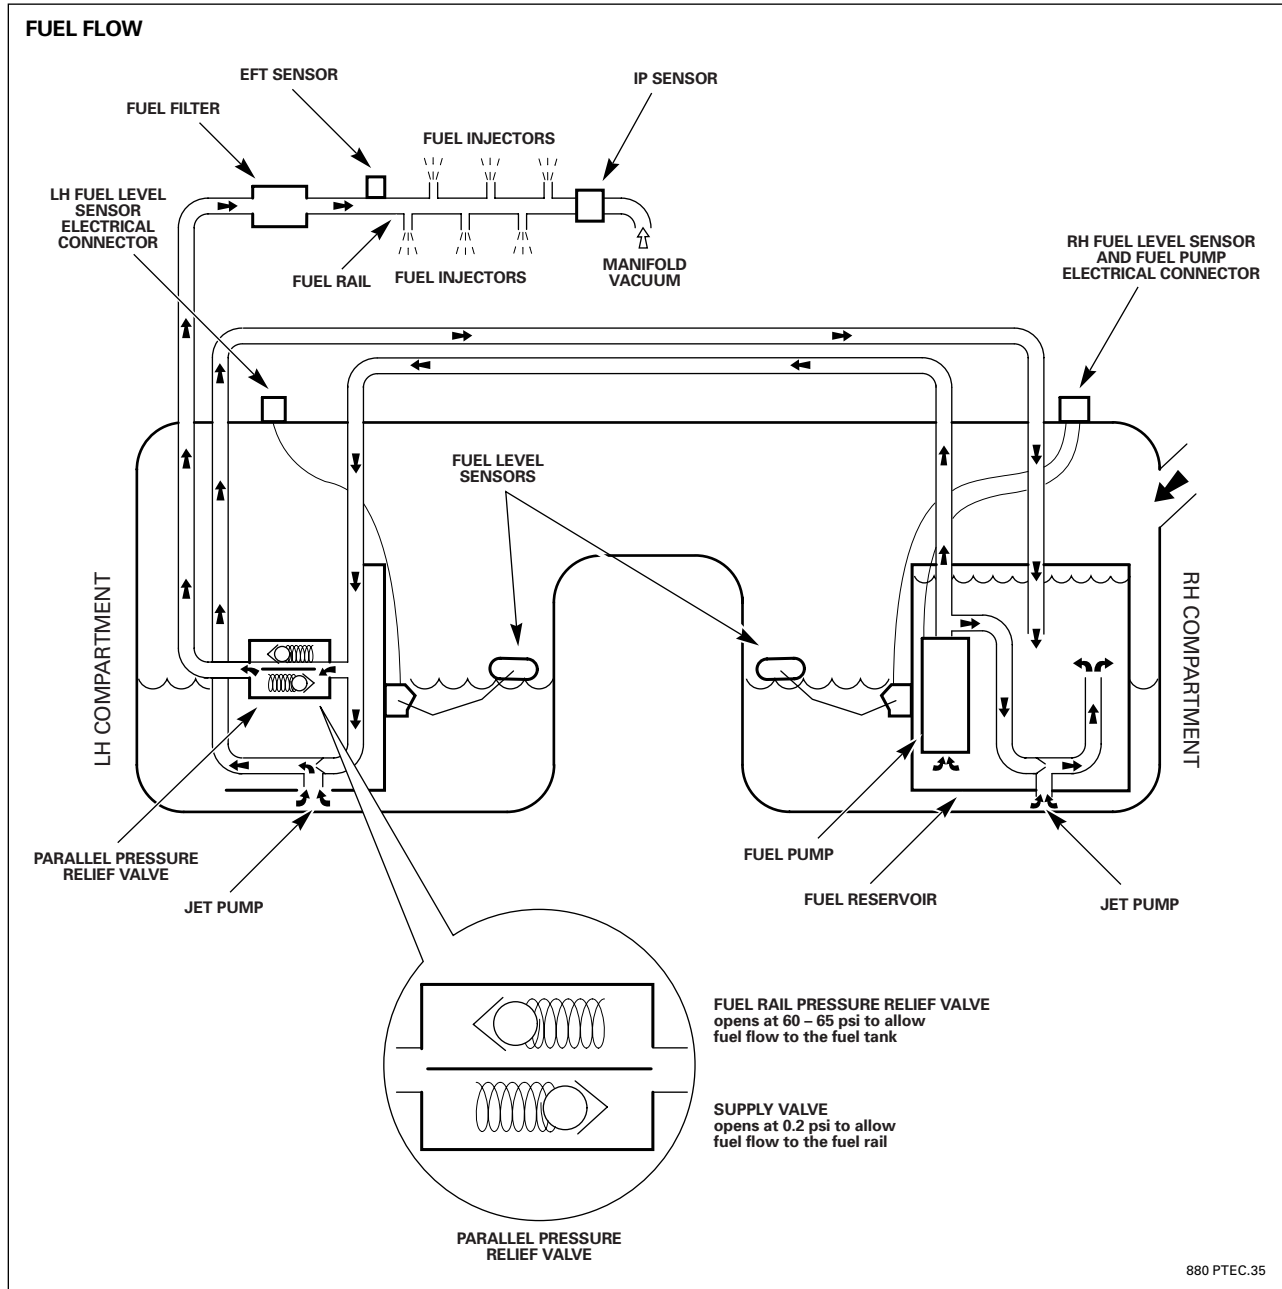 FUEL FLOW
EFT SENSOR
IP SENSOR
FUEL FILTER
FUEL INJECTORS
LH FUEL LEVEL
SENSOR
ELECTRICAL
CONNECTOR
RH FUEL LEVEL SENSOR
AND FUEL PUMP
ELECTRICAL CONNECTOR
FUEL RAIL
FUEL INJECTORS
MANIFOLD
VACUUM
FUEL LEVEL
SENSORS
LH COMPARTMENT
RH COMPARTMENT
PARALLEL PRESSURE
RELIEF VALVE
JET PUMP
FUEL PUMP
FUEL RESERVOIR
JET PUMP
FUEL RAIL PRESSURE RELIEF VALVE
opens at 60 – 65 psi to allow
fuel flow to the fuel tank
SUPPLY VALVE
opens at 0.2 psi to allow
fuel flow to the fuel rail
PARALLEL PRESSURE
RELIEF VALVE
880 PTEC.35